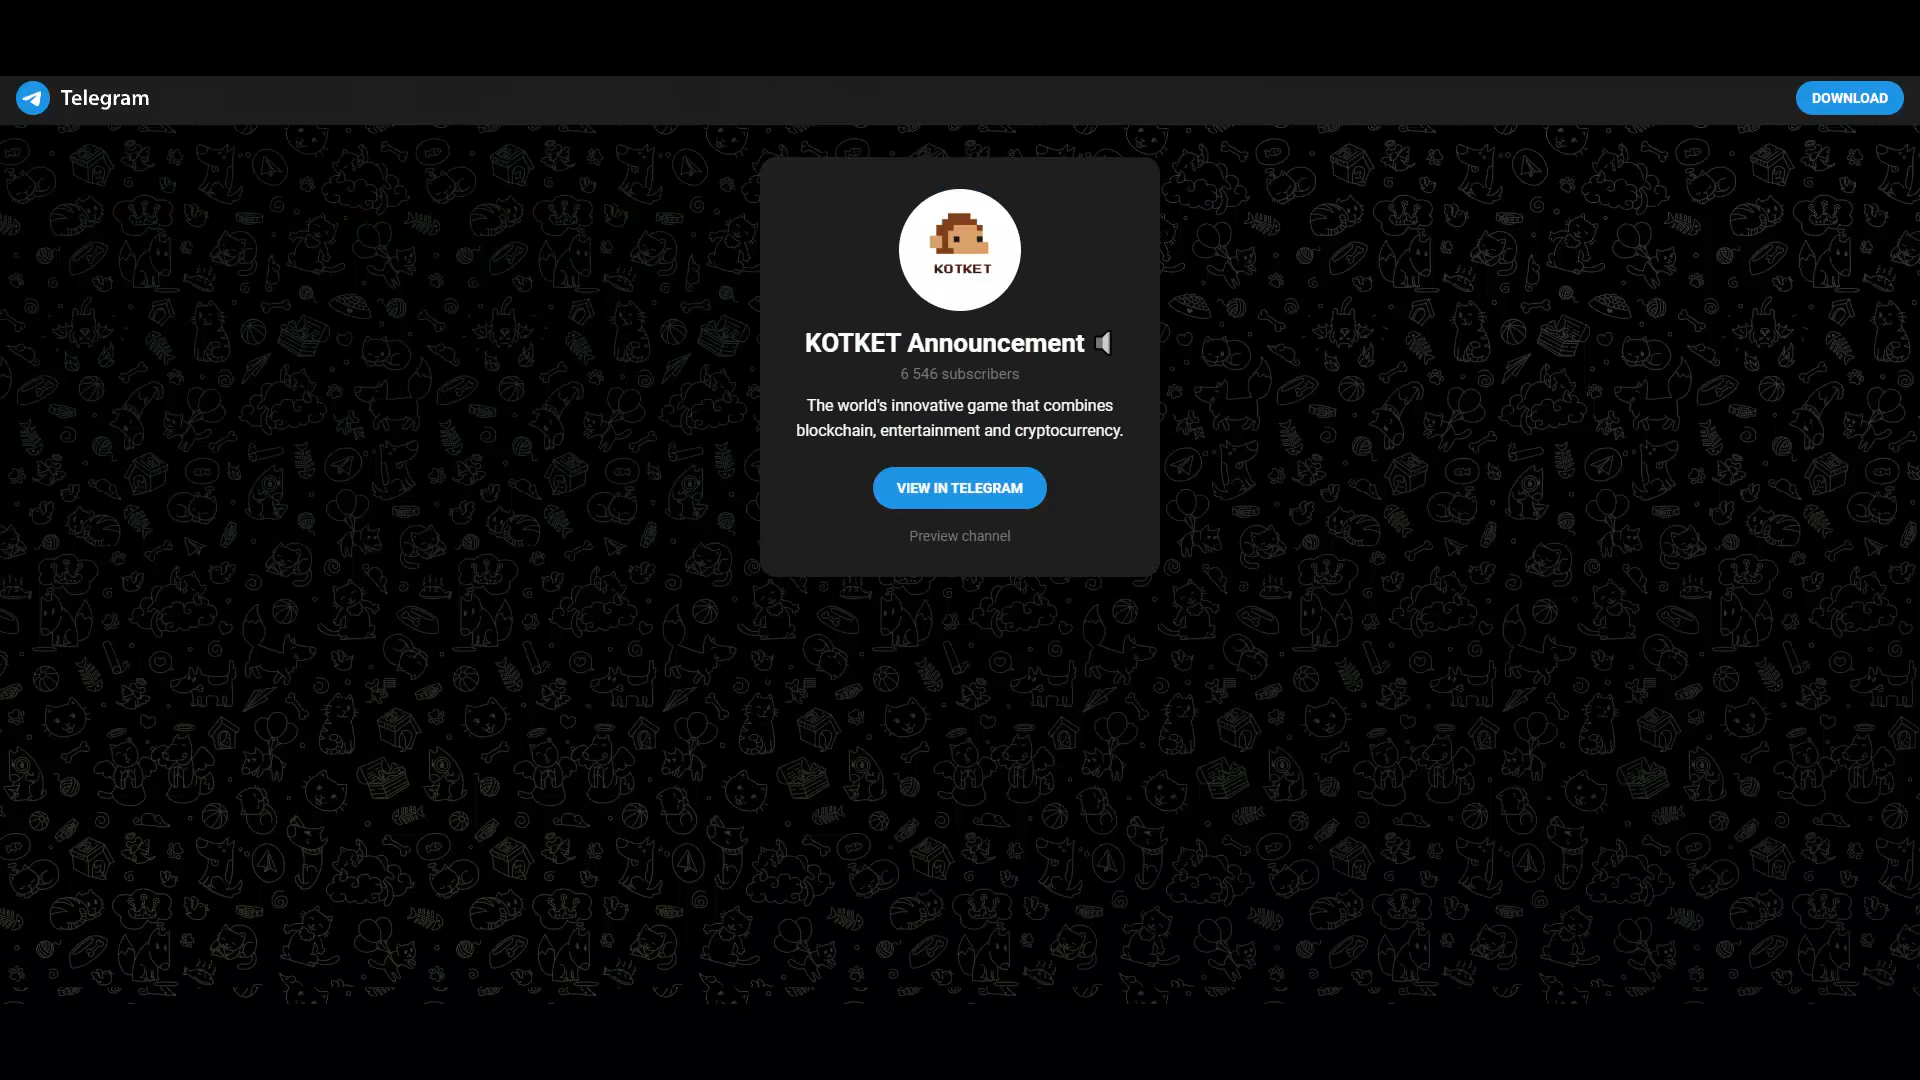 Telegram
DOWNLOAD
KOTKET
KOTKET Announcement
6 546 subscribers
The world's innovative game that combines
blockchain, entertainment and cryptocurrency.
VIEW IN TELEGRAM
Preview channel